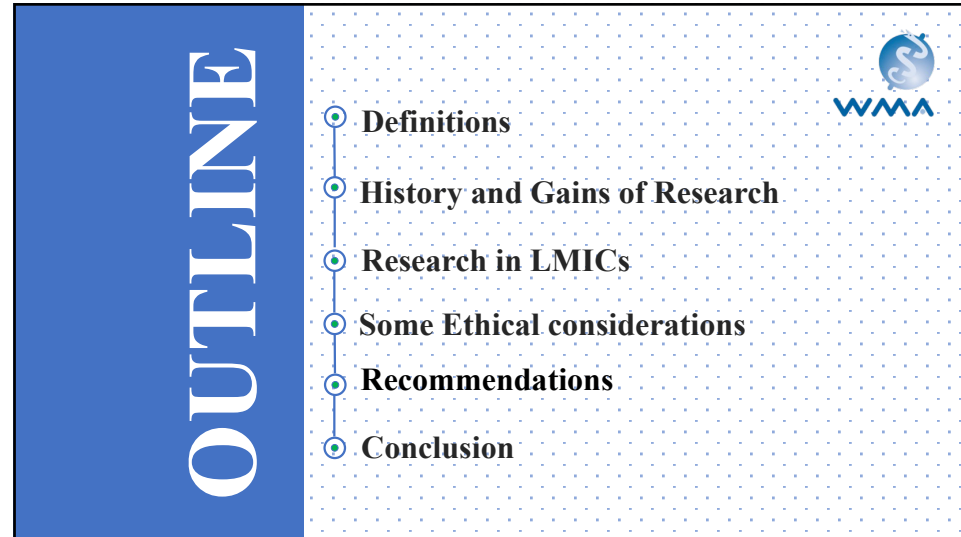 OUTLINE
WMA
Definitions
History and Gains of Research
Research in LMICs
Some Ethical considerations
Recommendations
Conclusion